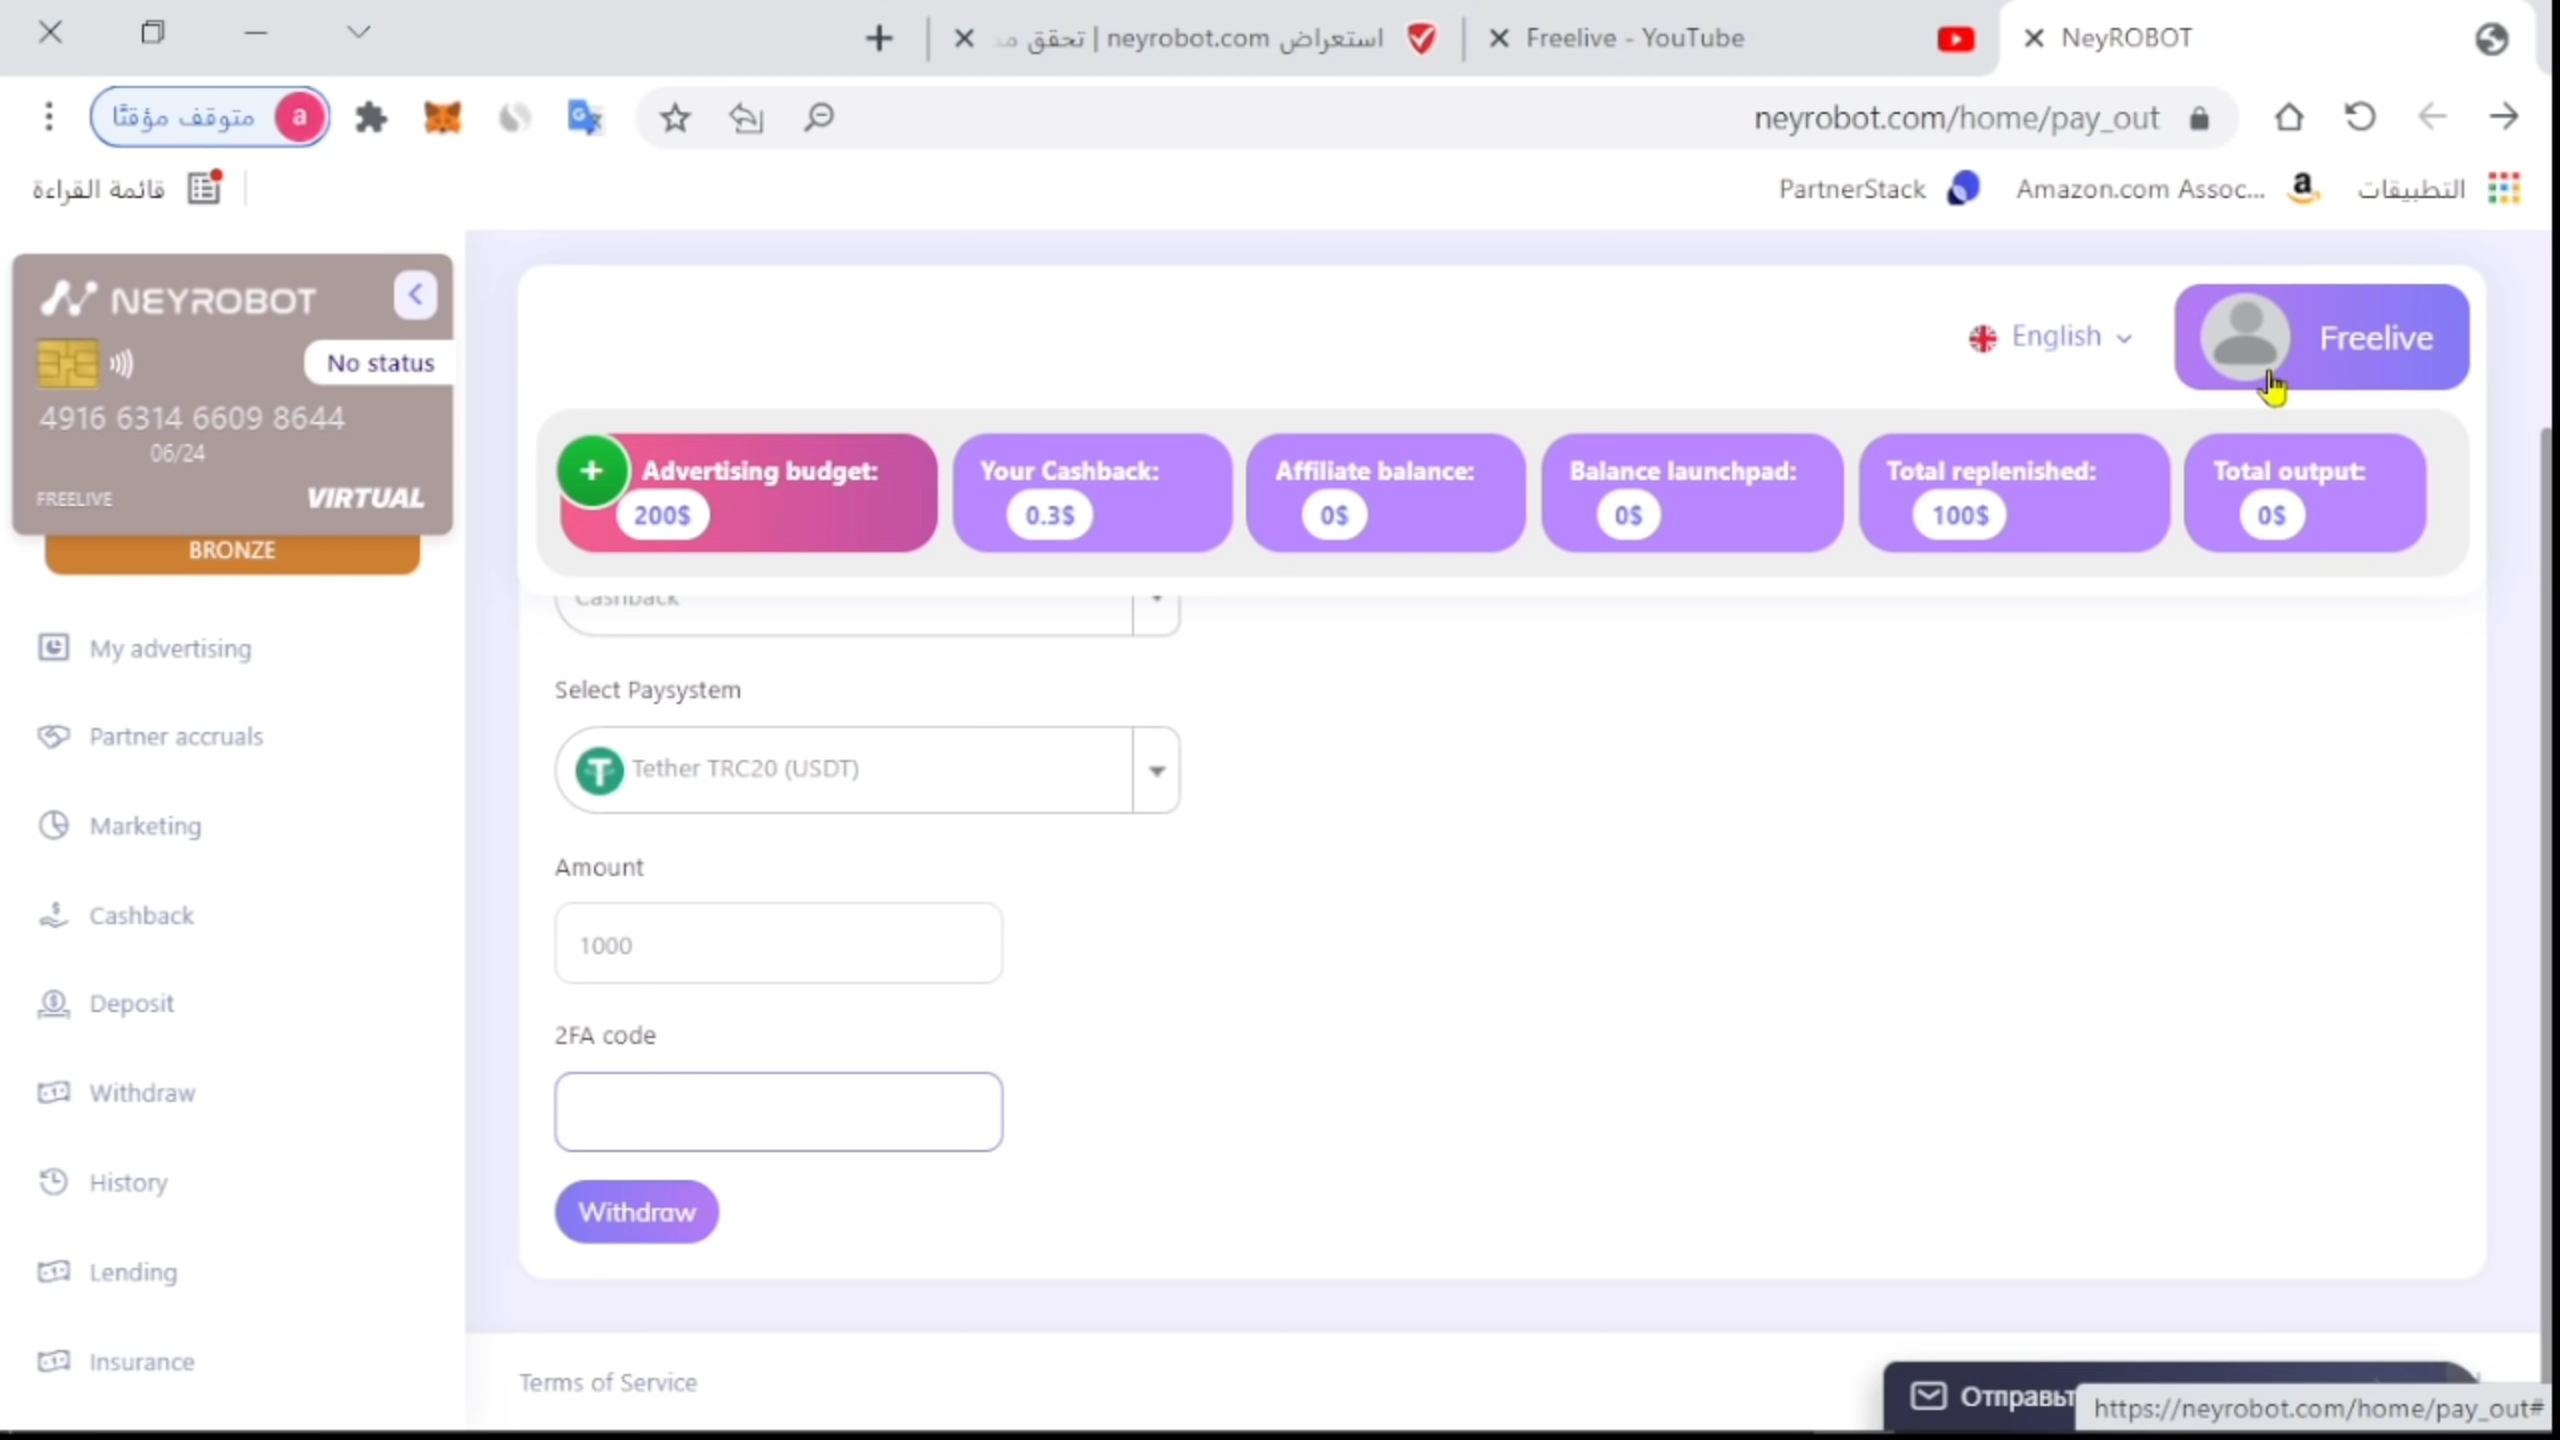 استعراض neyrobot.com | تحقق مد
Freelive - YouTube
NeyROBOT
متوقف مؤقتًا
a
neyrobot.com/home/pay_out
قائمة القراءة
PartnerStack
Amazon.com Assoc...
التطبيقات
NEYROBOT
No status
4916 6314 6609 8644
06/24
FREELIVE
VIRTUAL
BRONZE
My advertising
Partner accruals
Marketing
Cashback
Deposit
Withdraw
History
Lending
Insurance
English
Freelive
Advertising budget:
200$
Your Cashback:
0.3$
Affiliate balance:
0$
Balance launchpad:
0$
Total replenished:
100$
Total output:
0$
Cashback
Select Paysystem
Tether TRC20 (USDT)
Amount
1000
2FA code
Withdraw
Terms of Service
Отправьт
https://neyrobot.com/home/pay_out#